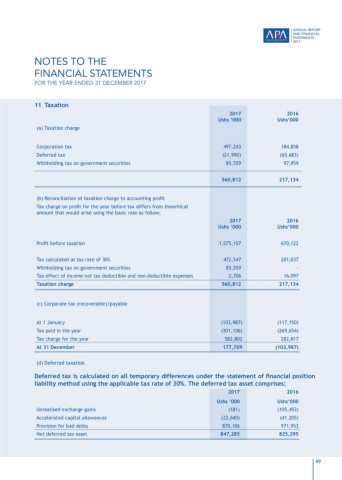 APA
ANNUAL REPORT
AND FINANCIAL
STATEMENTS
2017
NOTES TO THE
FINANCIAL STATEMENTS
FOR THE YEAR ENDED 31 DECEMBER 2017
11 Taxation
2017 2016
Ushs '000 Ushs'000
(a) Taxation charge
Corporation tax 497,243 184,858
Deferred tax (21,990) (65,683)
Withholding tax on government securities 85,559 97,959
560,812 217,134
(b) Reconciliation of taxation charge to accounting profit
Tax charge on profit for the year before tax differs from theoritical
amount that would arise using the basic rate as follow;
2017 2016
Ushs '000 Ushs'000
Profit before taxation 1,575,157 670,122
Tax calculated at tax rate of 30% 472,547 201,037
Withholding tax on government securities 85,559 -
Tax effect of income not tax deductible and non deductible expenses 2,706 16,097
Taxation charge 560,812 217,134
(c) Corporate tax (recoverable)/payable
At 1 January (103,987) (117,150)
Tax paid in the year (301,106) (269,654)
Tax charge for the year 582,802 282,817
At 31 December 177,709 (103,987)
(d) Deferred taxation
Deferred tax is calculated on all temporary differences under the statement of financial position
liability method using the applicable tax rate of 30%. The deferred tax asset comprises:
2017 2016
Ushs '000 Ushs'000
Unrealised exchange gains (181) (105,453)
Accelerated capital allowances (22,640) (41,205)
Provision for bad debts 870,106 971,953
Net deferred tax asset 847,285 825,295
49